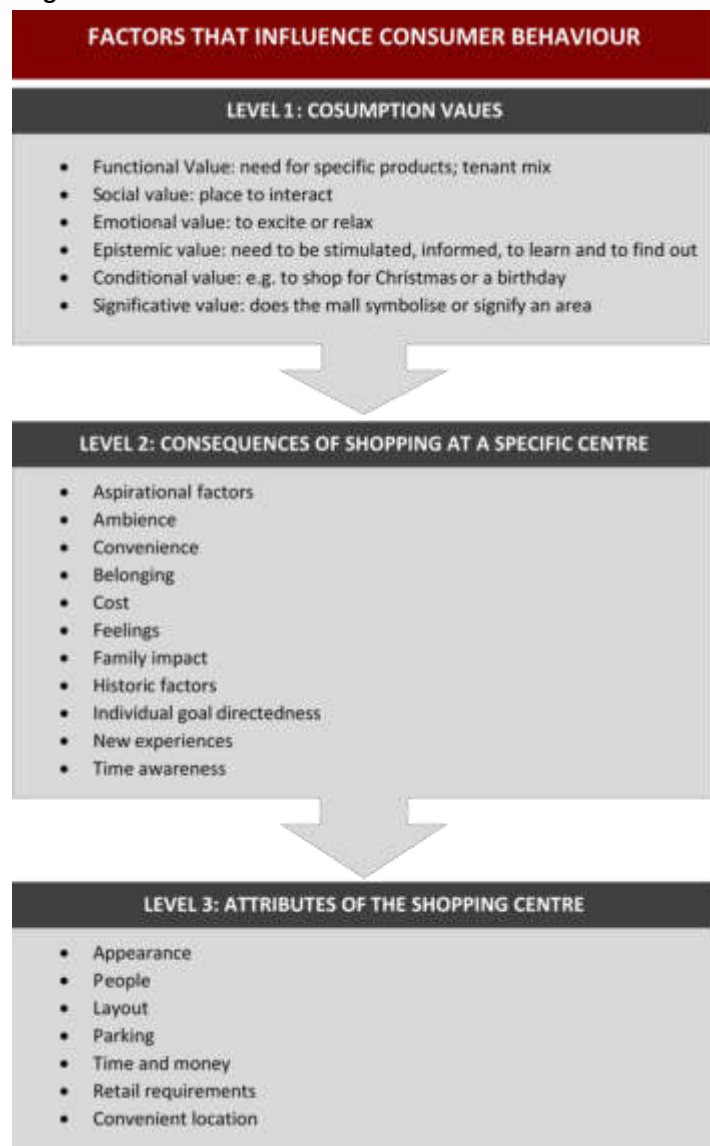 FACTORS THAT INFLUENCE CONSUMER BEHAVIOUR
LEVEL 1: COSUMPTION VAUES
• Functional Value: need for specific products; tenant mix
• Social value: place to interact
• Emotional value: to excite or relax
• Epistemic value: need to be stimulated, informed, to learn and to find out
• Conditional value: e.g. to shop for Christmas or a birthday
• Significative value: does the mall symbolise or signify an area
LEVEL 2: CONSEQUENCES OF SHOPPING AT A SPECIFIC CENTRE
• Aspirational factors
• Ambience
• Convenience
• Belonging
• Cost
• Feelings
• Family impact
• Historic factors
• Individual goal directedness
• New experiences
• Time awareness
LEVEL 3: ATTRIBUTES OF THE SHOPPING CENTRE
• Appearance
• People
• Layout
• Parking
• Time and money
• Retail requirements
• Convenient location